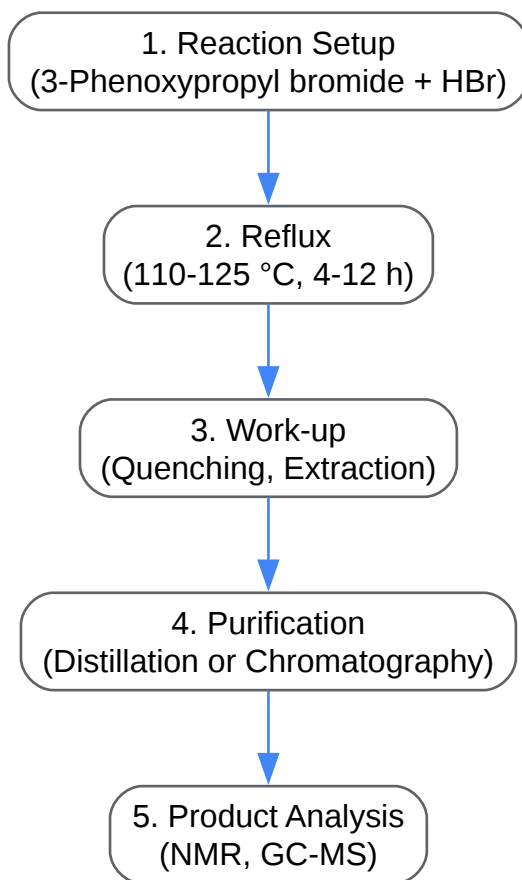 1. Reaction Setup
(3-Phenoxypropyl bromide + HBr)
2. Reflux
(110-125 °C, 4-12 h)
3. Work-up
(Quenching, Extraction)
4. Purification
(Distillation or Chromatography)
5. Product Analysis
(NMR, GC-MS)